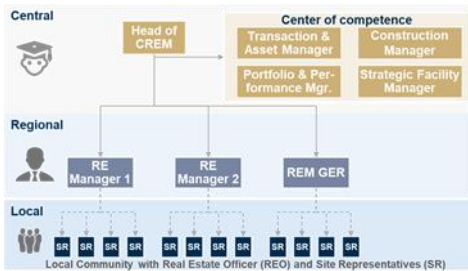 Central
Head of
CREM
Center of competence
Transaction &
Asset Manager
Construction
Manager
Portfolio & Per-
formance Mgr.
Strategic Facility
Manager
Regional
RE
Manager 1
RE
Manager 2
REM GER
Local
SR SR SR SR SR SR SR SR SR SR SR SR
Local Community with Real Estate Officer (REO) and Site Representatives (SR)